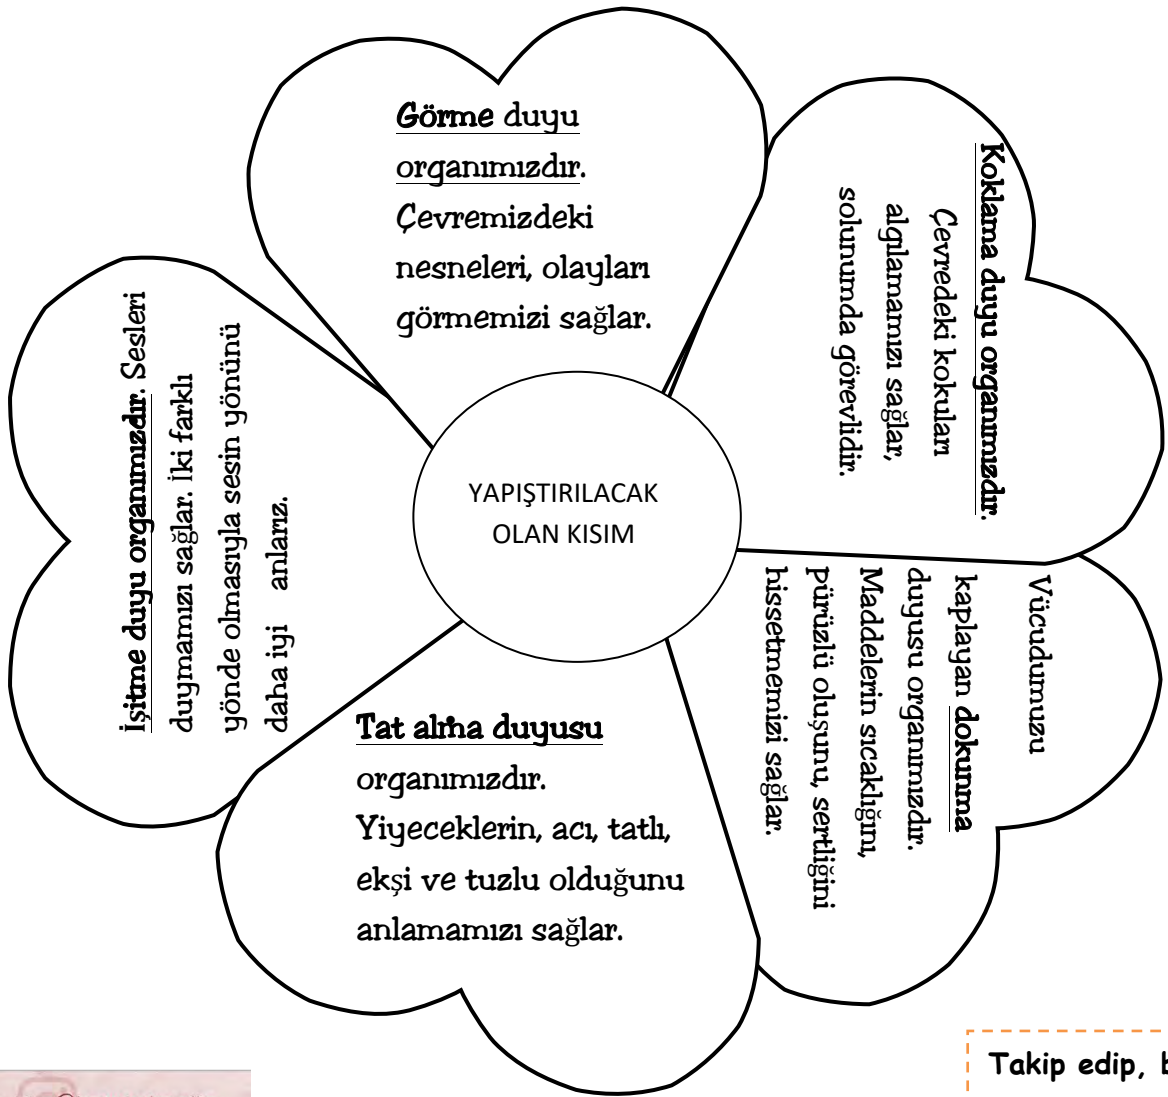 Görme duyu
organımızdır.
Çevremizdeki
nesneleri, olayları
görmemizi sağlar.
Koklama duyu organımızdır.
Çevredeki kokuları
algılamamızı sağlar,
solunumda görevlidir.
İşitme duyu organımızdır. Sesleri
duymamızı sağlar. İki farklı
yönde olmasıyla sesin yönünü
daha iyi anlarız.
YAPIŞTIRILACAK
OLAN KISIM
Vücudumuzu
kaplayan dokunma
duyusu organımızdır.
Maddelerin sıcaklığını,
pürüzlü oluşunu, sertliğini
hissetmemizi sağlar.
Tat alma duyusu
organımızdır.
Yiyeceklerin, acı, tatlı,
ekşi ve tuzlu olduğunu
anlamamızı sağlar.
Takip edip, b